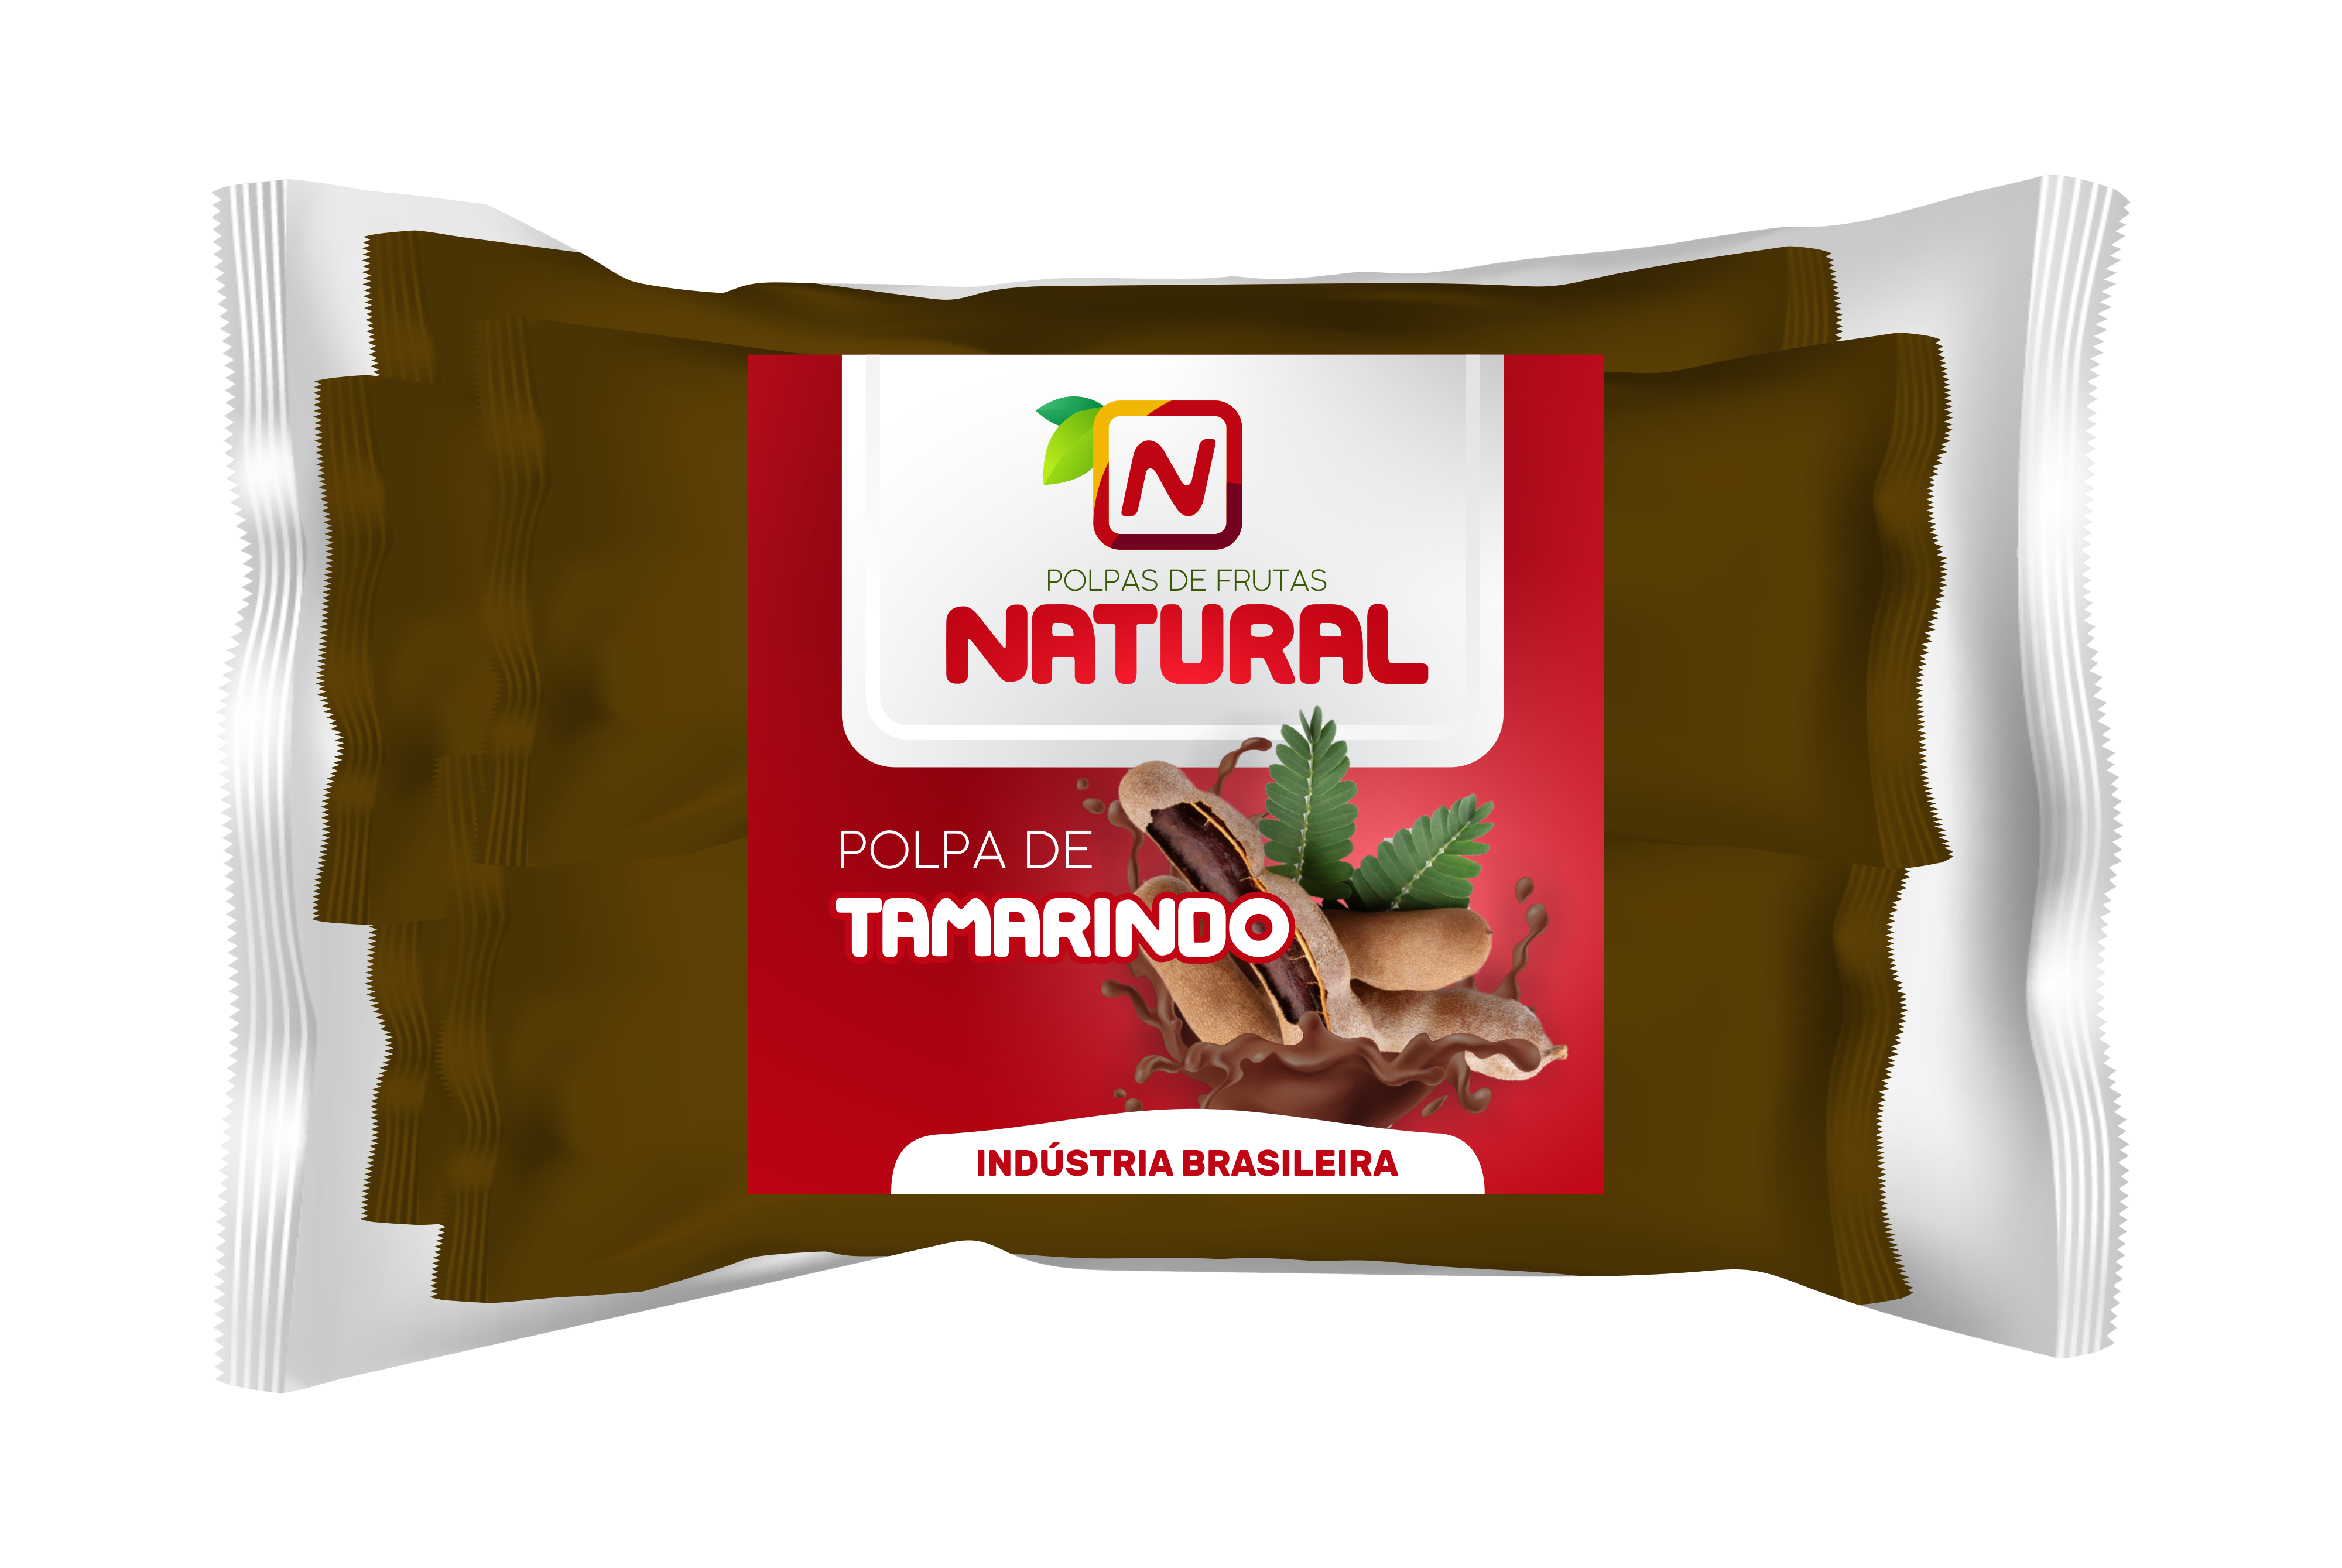 N
POLPAS DE FRUTAS
NATURAL
POLPA DE
TAMARINDO
INDÚSTRIA BRASILEIRA